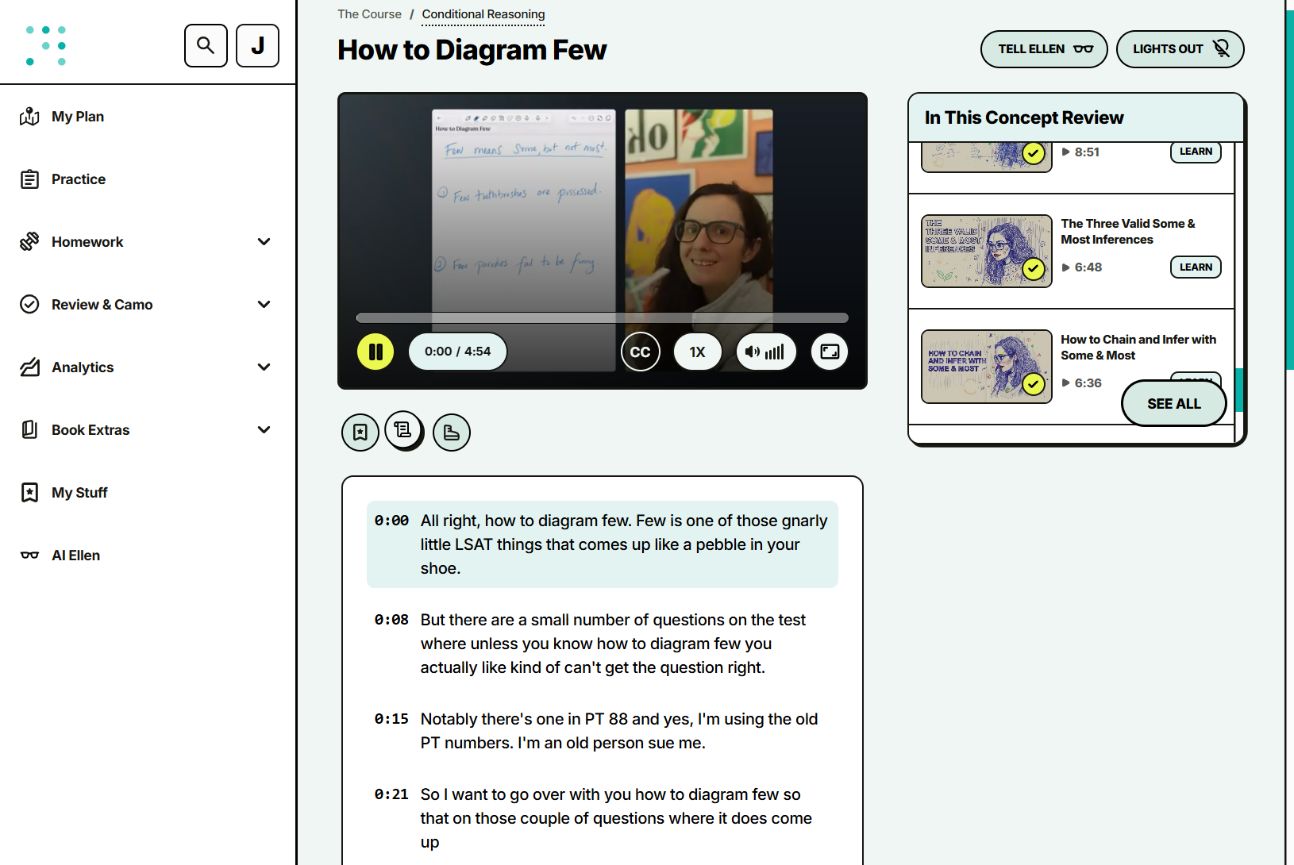 J
My Plan
Practice
Homework
Review & Camo
Analytics
Book Extras
My Stuff
AI Ellen
The Course / Conditional Reasoning
How to Diagram Few
TELL ELLEN
LIGHTS OUT
How to Diagram Few
Few means some, but not most.
① Few toothbrushes are possessed.
② Few parodies fail to be funny
0:00 / 4:54
CC
1X
In This Concept Review
8:51
LEARN
THE
THREE VALID
SOME & MOST
INFERENCES
The Three Valid Some &
Most Inferences
6:48
LEARN
HOW TO CHAIN
AND INFER WITH
SOME & MOST
How to Chain and Infer with
Some & Most
6:36
LEARN
SEE ALL
0:00 All right, how to diagram few. Few is one of those gnarly
little LSAT things that comes up like a pebble in your
shoe.
0:08 But there are a small number of questions on the test
where unless you know how to diagram few you
actually like kind of can't get the question right.
0:15 Notably there's one in PT 88 and yes, I'm using the old
PT numbers. I'm an old person sue me.
0:21 So I want to go over with you how to diagram few so
that on those couple of questions where it does come
up